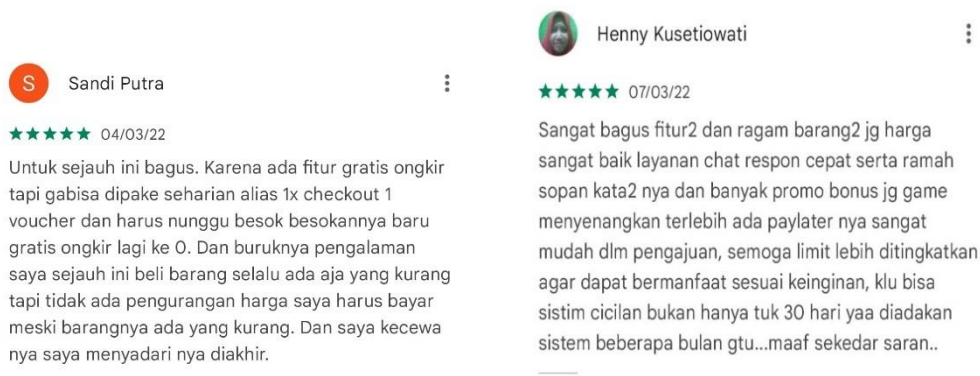 S
Sandi Putra
04/03/22
Untuk sejauh ini bagus. Karena ada fitur gratis ongkir
tapi gabisa dipake seharian alias 1x checkout 1
voucher dan harus nunggu besok besokannya baru
gratis ongkir lagi ke 0. Dan buruknya pengalaman
saya sejauh ini beli barang selalu ada aja yang kurang
tapi tidak ada pengurangan harga saya harus bayar
meski barangnya ada yang kurang. Dan saya kecewa
nya saya menyadari nya diakhir.
Henny Kusetiowati
07/03/22
Sangat bagus fitur2 dan ragam barang2 jg harga
sangat baik layanan chat respon cepat serta ramah
sopan kata2 nya dan banyak promo bonus jg game
menyenangkan terlebih ada paylater nya sangat
mudah dlm pengajuan, semoga limit lebih ditingkatkan
agar dapat bermanfaat sesuai keinginan, klu bisa
sistim cicilan bukan hanya tuk 30 hari yaa diadakan
sistem beberapa bulan gtu...maaf sekedar saran..